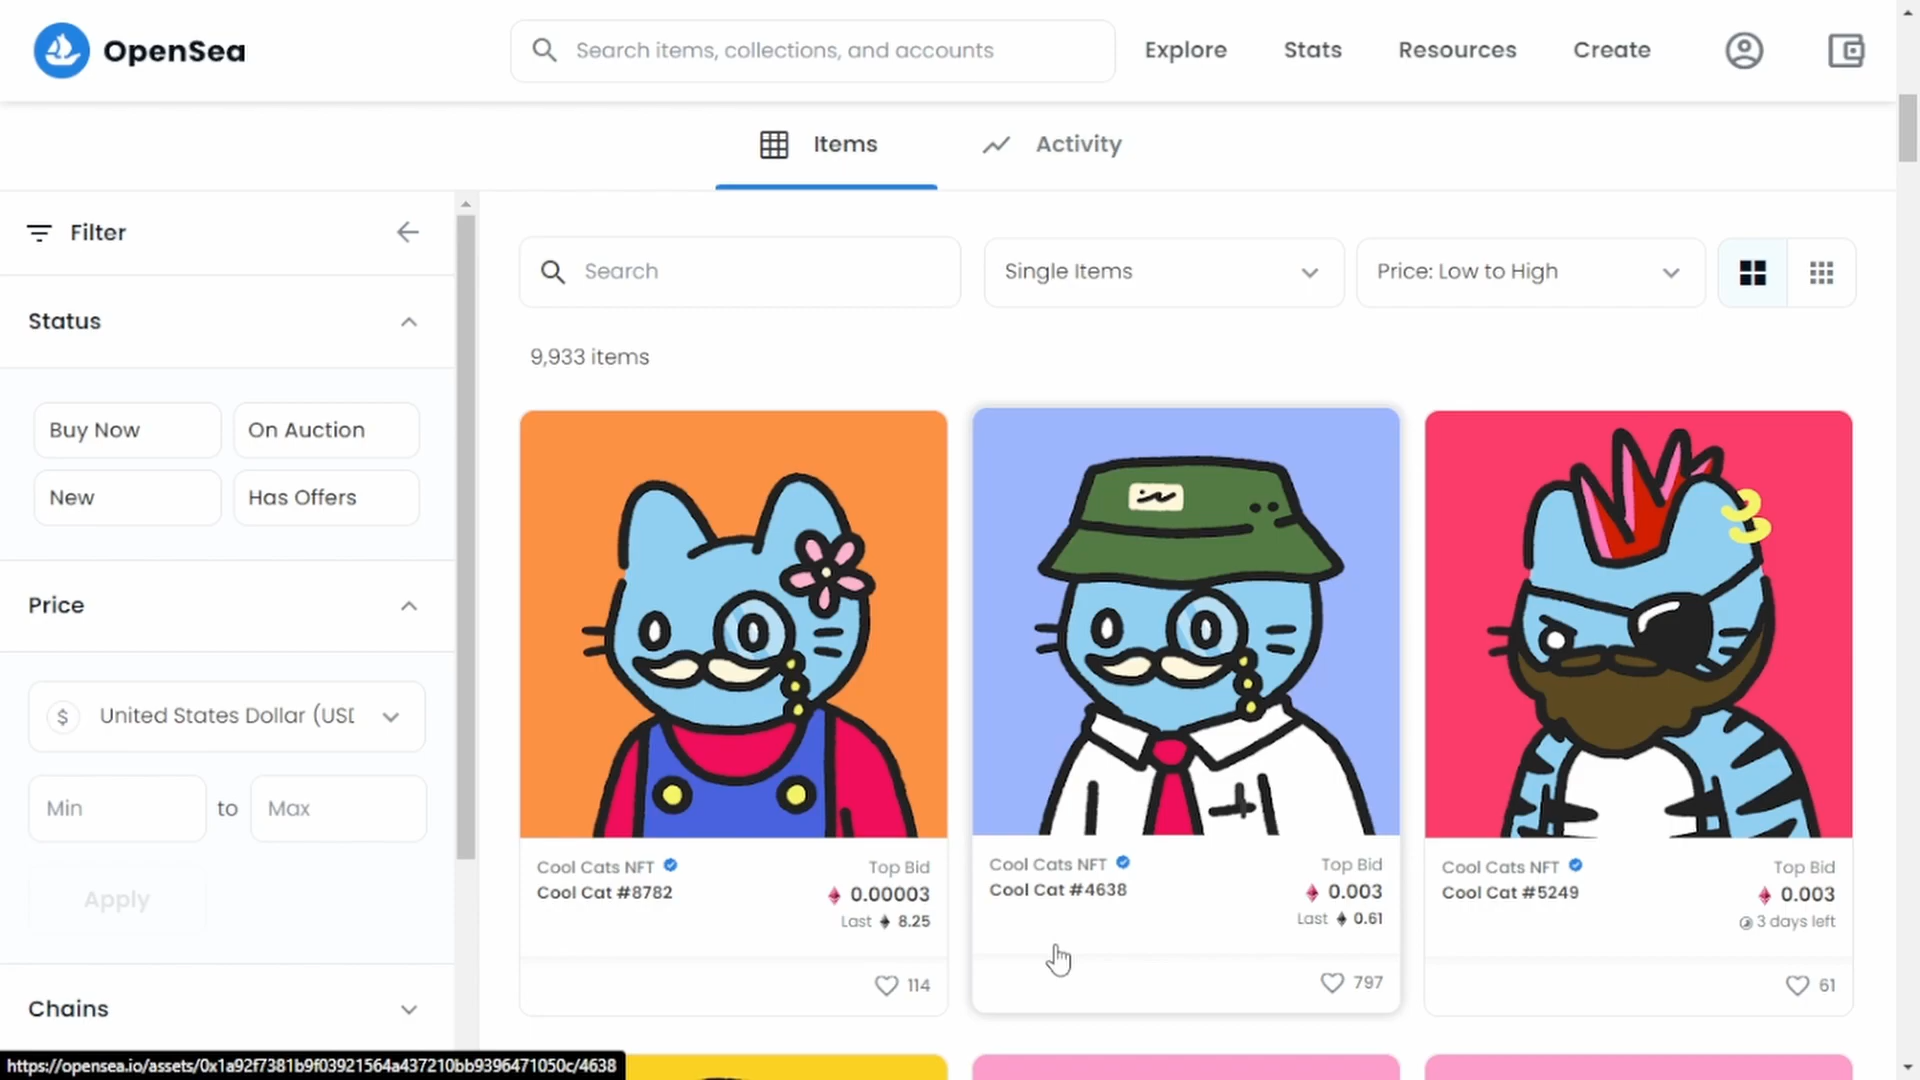 OpenSea
Search items, collections, and accounts
Explore
Stats
Resources
Create
Items
Activity
Filter
Search
Single Items
Price: Low to High
Status
9,933 items
Buy Now
On Auction
New
Has Offers
Price
$ United States Dollar (USD
Min
to
Max
Apply
Cool Cats NFT
Top Bid
Cool Cat #8782
0.00003
Last 8.25
114
Cool Cats NFT
Top Bid
Cool Cat #4638
0.003
Last 0.61
797
Cool Cats NFT
Top Bid
Cool Cat #5249
0.003
3 days left
61
Chains
https://opensea.io/assets/0x1a92f7381b9f03921564a437210bb9396471050c/4638